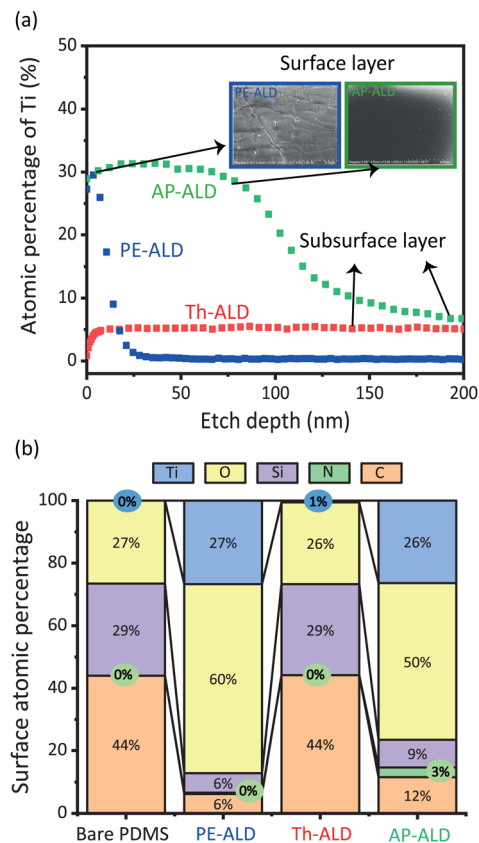 (a)
Surface layer
PE-ALD
AP-ALD
AP-ALD
PE-ALD
Subsurface layer
Th-ALD
Atomic percentage of Ti (%)
50
40
30
20
10
0
0 50 100 150 200
Etch depth (nm)
(b)
Ti O Si N C
Surface atomic percentage
100
80
60
40
20
0
0% 27% 1% 26%
27% 60% 26% 50%
29% 6% 29% 9%
0% 0% 0% 3%
44% 6% 44% 12%
Bare PDMS PE-ALD Th-ALD AP-ALD